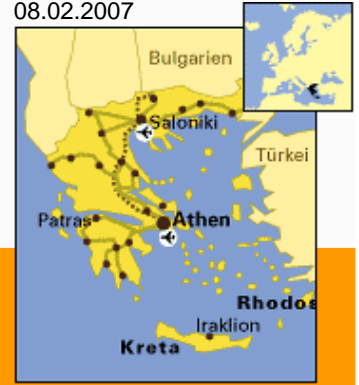 08.02.2007
Bulgarien
Saloniki
Türkei
Patras
Athen
Rhodos
Iraklion
Kreta